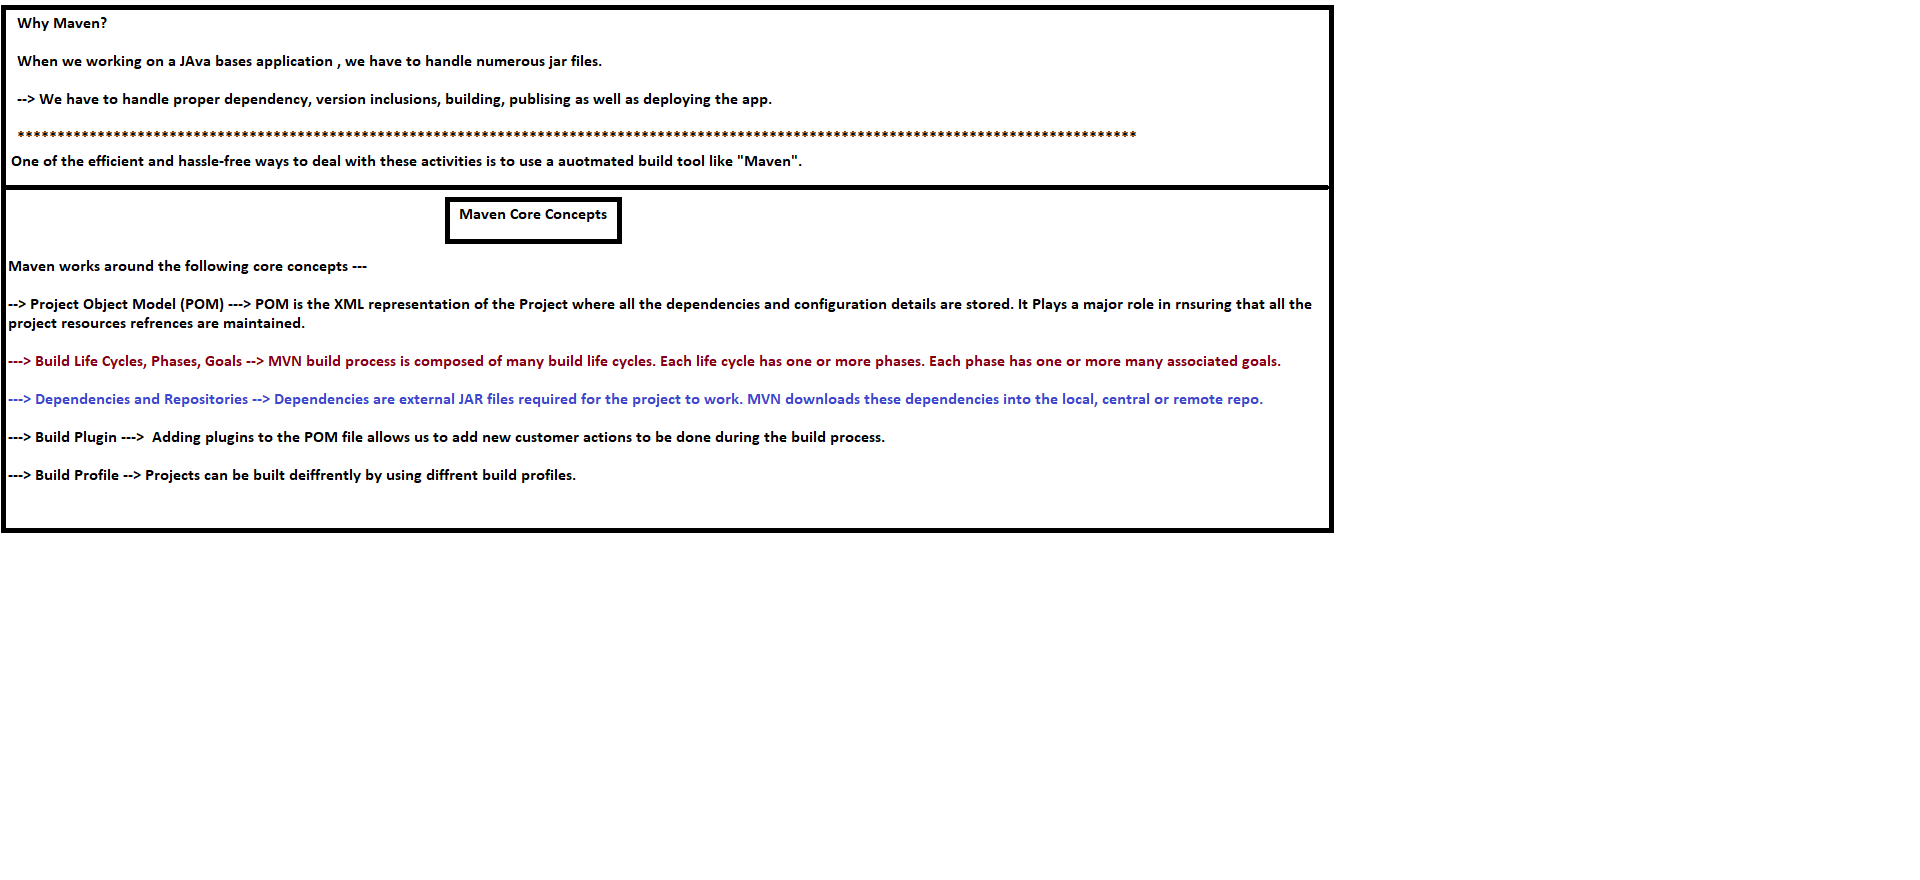 Why Maven?
When we working on a JAva bases application , we have to handle numerous jar files.
--> We have to handle proper dependency, version inclusions, building, publising as well as deploying the app.
********************************************************************************************************************************************
One of the efficient and hassle-free ways to deal with these activities is to use a auotmated build tool like "Maven".
Maven Core Concepts
Maven works around the following core concepts ---
--> Project Object Model (POM) ---> POM is the XML representation of the Project where all the dependencies and configuration details are stored. It Plays a major role in rnsuring that all the
project resources refrences are maintained.
---> Build Life Cycles, Phases, Goals --> MVN build process is composed of many build life cycles. Each life cycle has one or more phases. Each phase has one or more many associated goals.
---> Dependencies and Repositories --> Dependencies are external JAR files required for the project to work. MVN downloads these dependencies into the local, central or remote repo.
---> Build Plugin --->  Adding plugins to the POM file allows us to add new customer actions to be done during the build process.
---> Build Profile --> Projects can be built deiffrently by using diffrent build profiles.